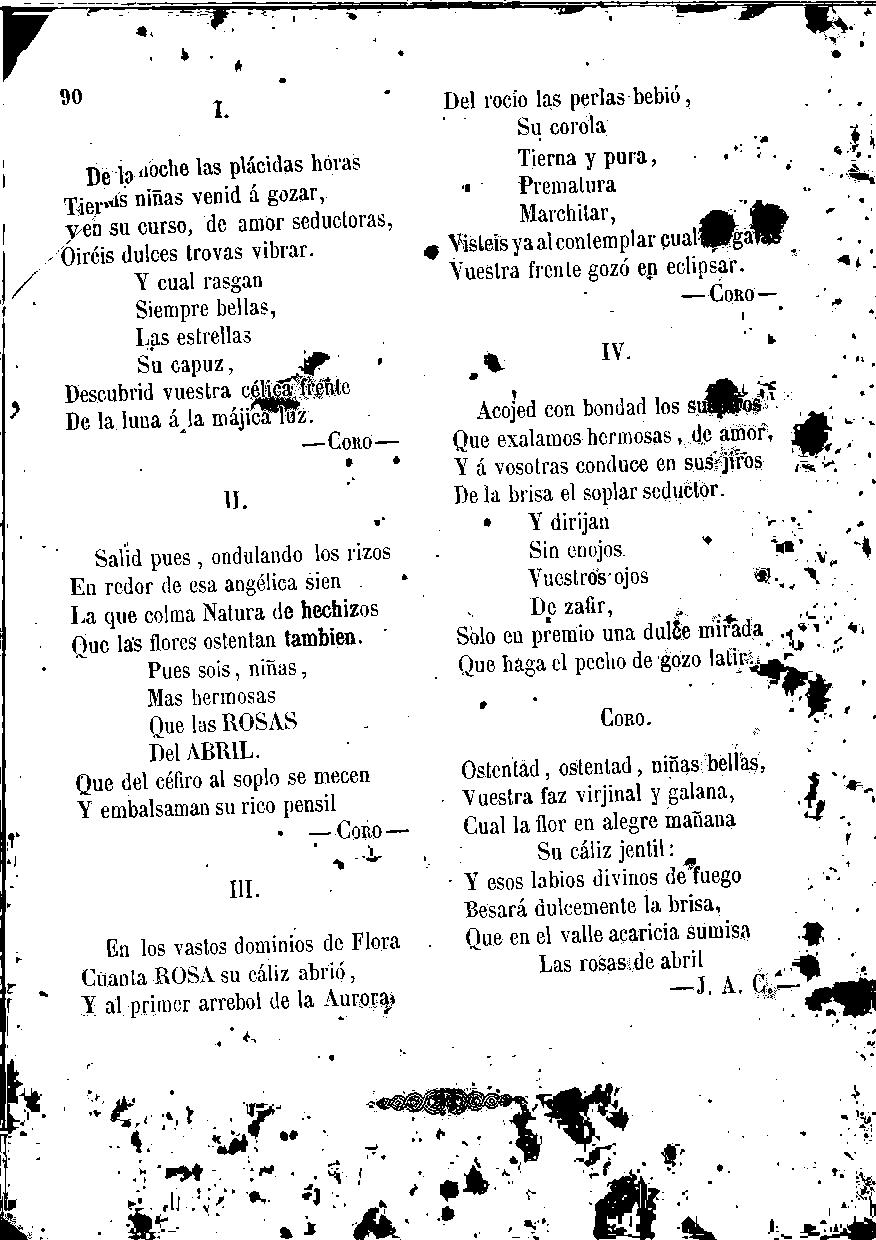 90
I.
De la noche las plácidas horas
Tiernas niñas venid á gozar,
y en su curso, de amor seductoras,
Oiréis dulces trovas vibrar.
Y cual rasgan
Siempre bellas,
Las estrellas
Su capuz,
Descubrid vuestra célica frente
De la luna á la májica luz.
—CORO—
II.
Salid pues, ondulando los rizos
En redor de esa angélica sien
La que colma Natura de hechizos
Que las flores ostentan tambien.
Pues sois, niñas,
Mas hermosas
Que las ROSAS
Del ABRIL.
Que del céfiro al soplo se mecen
Y embalsaman su rico pensil
—CORO—
III.
En los vastos dominios de Flora
Cuanta ROSA su cáliz abrió,
Y al primer arrebol de la Aurora
Del rocío las perlas bebió,
Su corola
Tierna y pura,
Prematura
Marchitar,
Visteis ya al contemplar cual galas
Vuestra frente gozó en eclipsar.
—CORO—
IV.
Acojed con bondad los suspiros
Que exalamos hermosas, de amor,
Y á vosotras conduce en sus jiros
De la brisa el soplar seductor.
Y dirijan
Sin enojos
Vuestros ojos
De zafir,
Solo en premio una dulce mirada
Que haga el pecho de gozo latir.
CORO.
Ostentad, ostentad, niñas bellas,
Vuestra faz virjinal y galana,
Cual la flor en alegre mañana
Su cáliz jentil:
Y esos labios divinos de fuego
Besará dulcemente la brisa,
Que en el valle acaricia sumisa
Las rosas de abril
—J. A. C.—